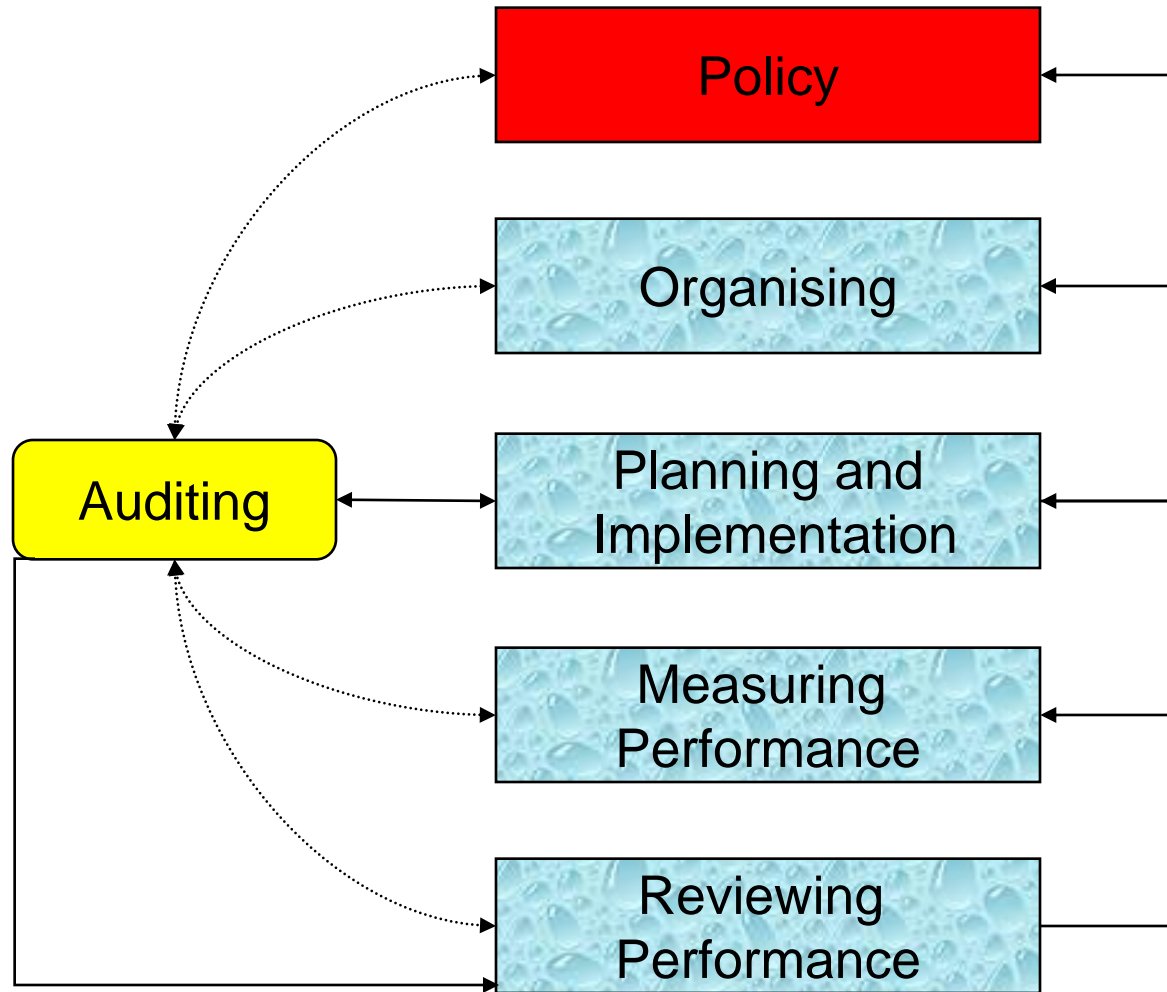 Policy
Organising
Auditing
Planning and
Implementation
Measuring
Performance
Reviewing
Performance